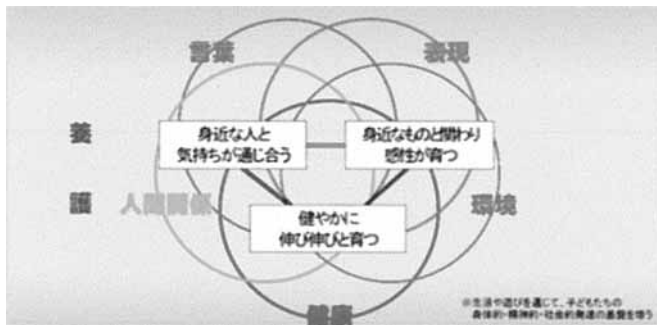 言葉
表現
養
身近な人と
気持ちが通じ合う
身近なものと関わり
感性が育つ
護
人間関係
環境
健やかに
伸び伸びと育つ
健康
※生活や遊びを通じて、子どもたちの
身体的・精神的・社会的発達の基盤を培う